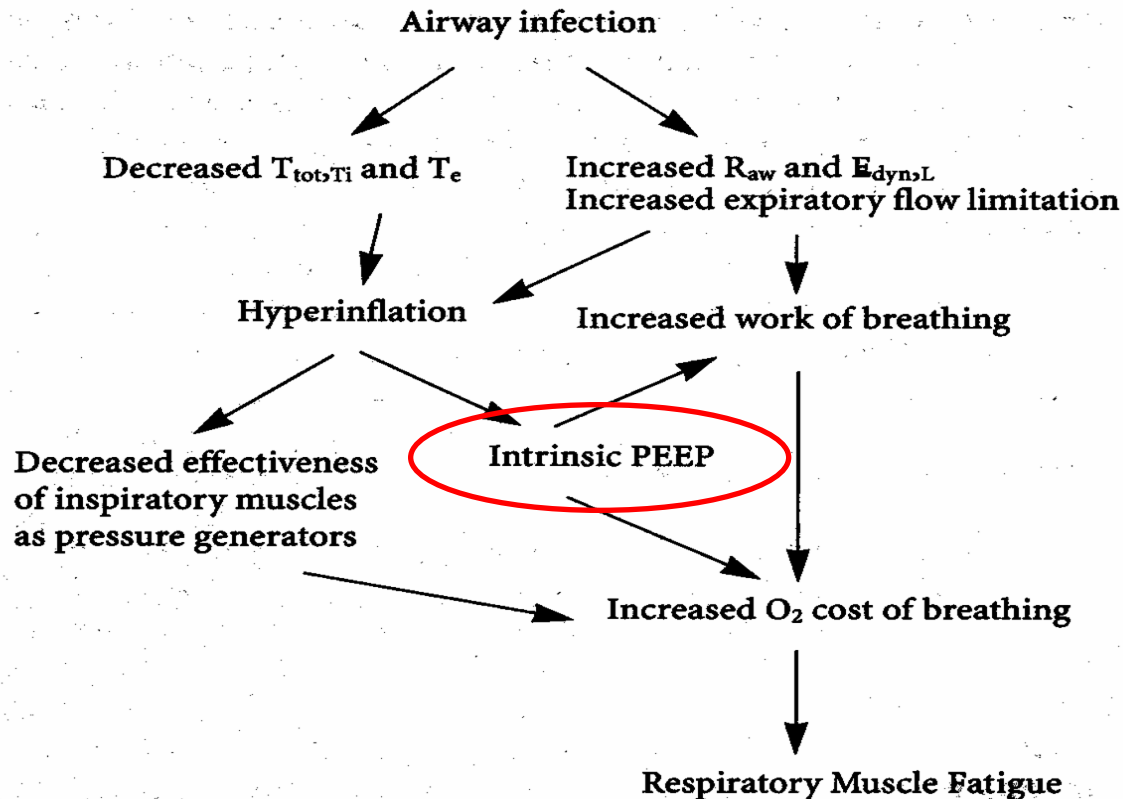 Airway infection
Decreased Ttot,Ti and Te
Increased Raw and Edyn,L
Increased expiratory flow limitation
Hyperinflation
Increased work of breathing
Intrinsic PEEP
Decreased effectiveness
of inspiratory muscles
as pressure generators
Increased O2 cost of breathing
Respiratory Muscle Fatigue